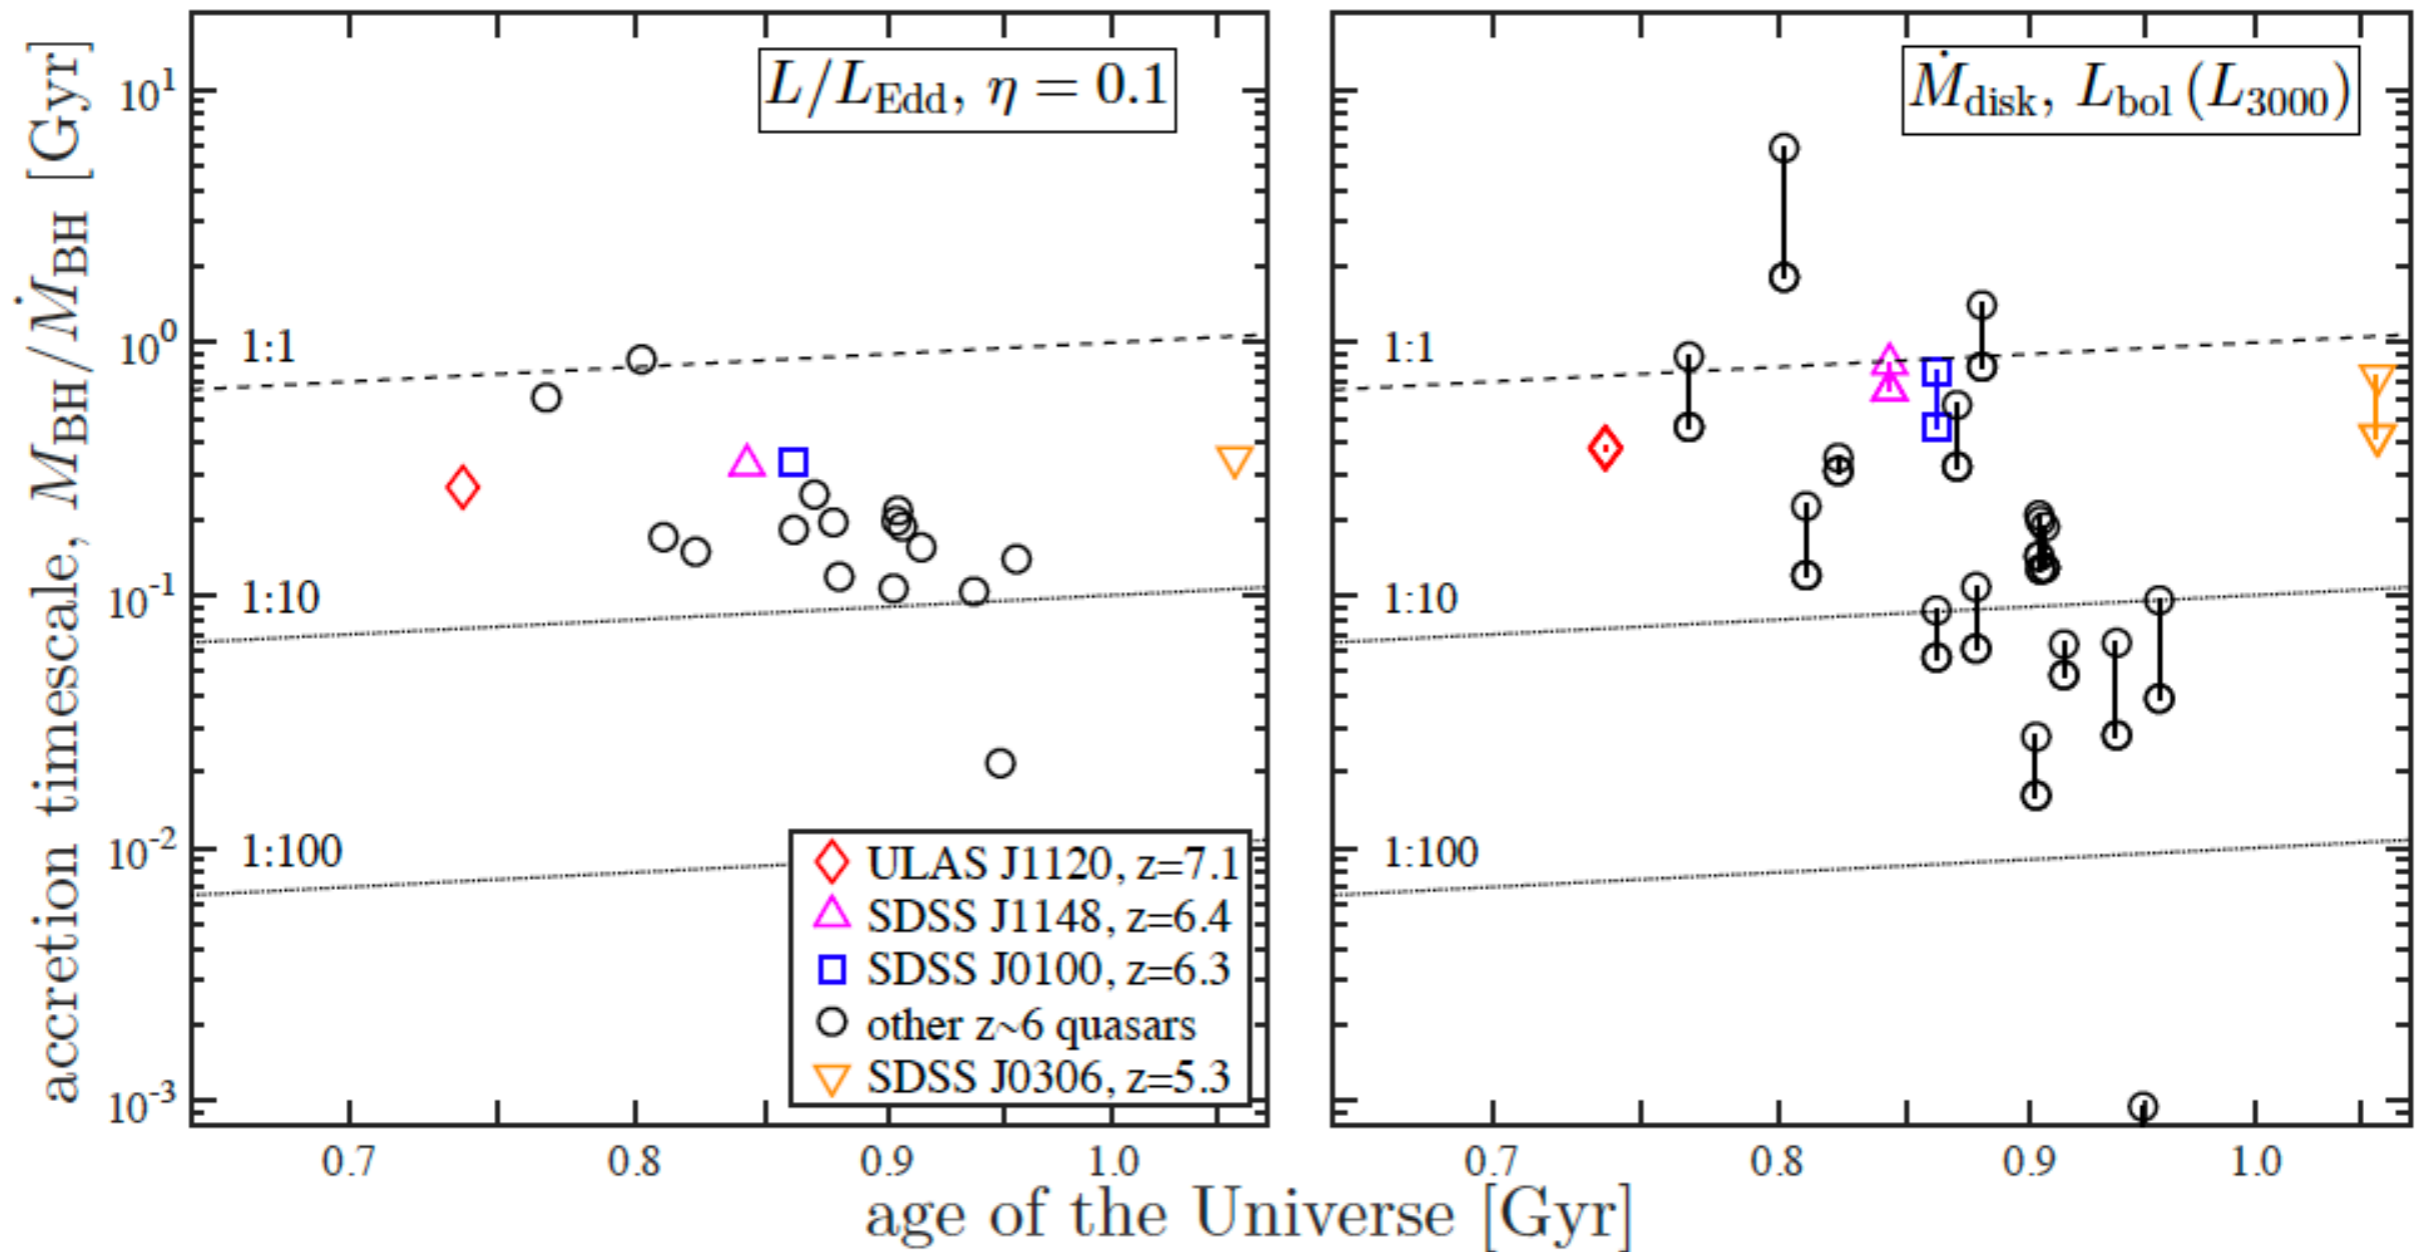 accretion timescale, M_BH/Ṁ_BH [Gyr]
10^1
10^0
10^-1
10^-2
10^-3
L/L_Edd, η = 0.1
1:1
1:10
1:100
ULAS J1120, z=7.1
SDSS J1148, z=6.4
SDSS J0100, z=6.3
other z~6 quasars
SDSS J0306, z=5.3
0.7 0.8 0.9 1.0
Ṁ_disk, L_bol (L_3000)
1:1
1:10
1:100
0.7 0.8 0.9 1.0
age of the Universe [Gyr]